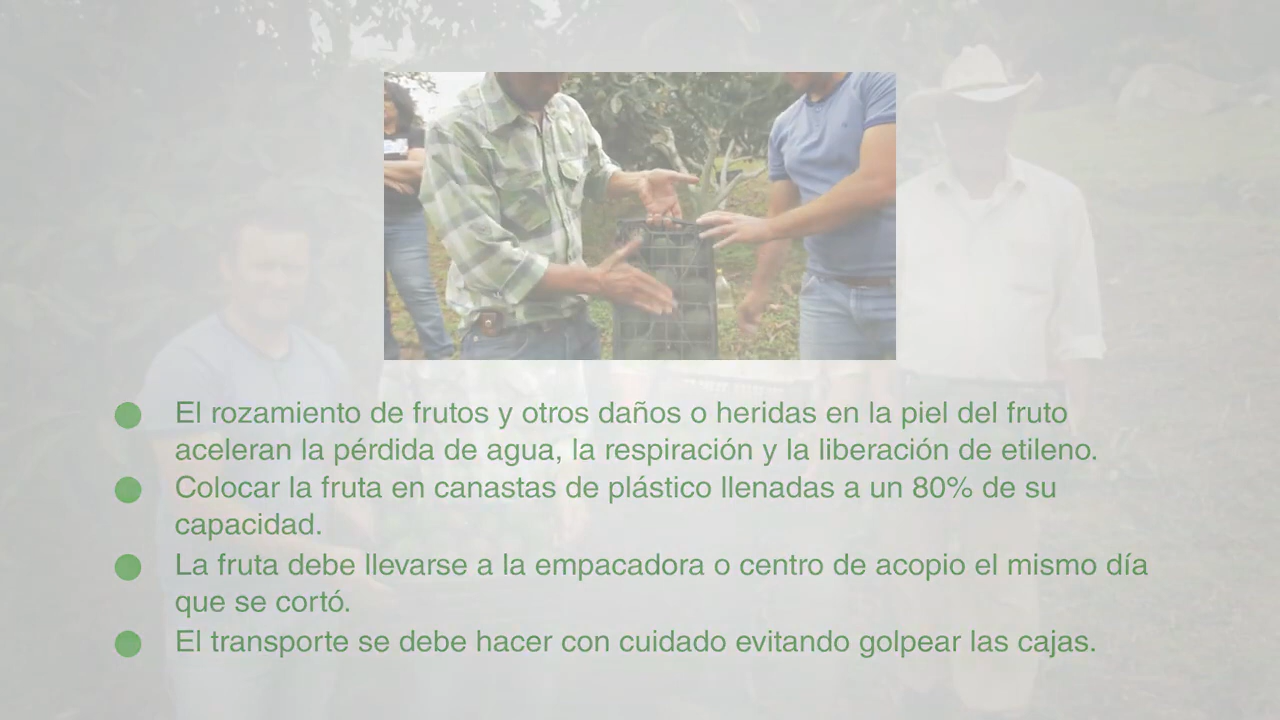 El rozamiento de frutos y otros daños o heridas en la piel del fruto
aceleran la pérdida de agua, la respiración y la liberación de etileno.
Colocar la fruta en canastas de plástico llenadas a un 80% de su
capacidad.
La fruta debe llevarse a la empacadora o centro de acopio el mismo día
que se cortó.
El transporte se debe hacer con cuidado evitando golpear las cajas.